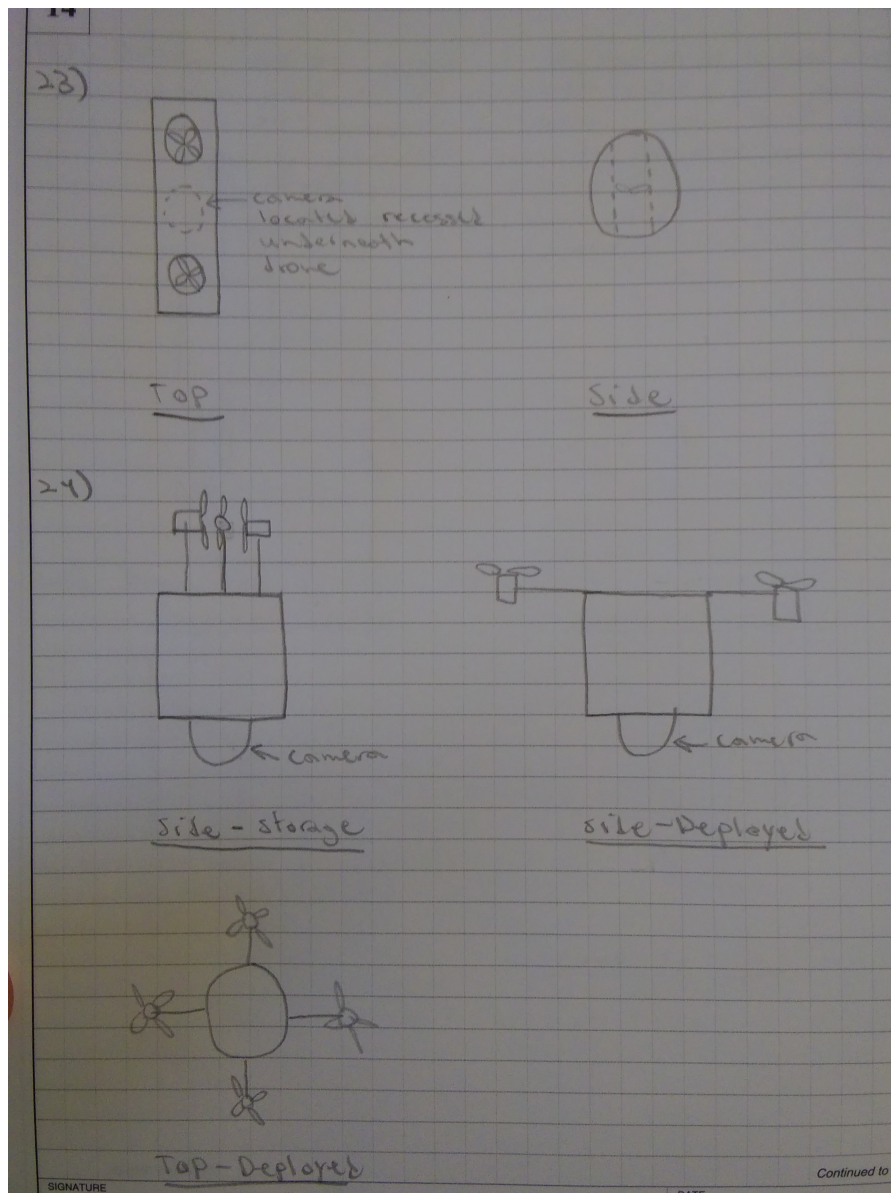 14
23)
camera
located recessed
underneath
drone
Top
Side
24)
camera
camera
Side - Storage
Side - Deployed
Top - Deployed
Continued to
SIGNATURE
DATE